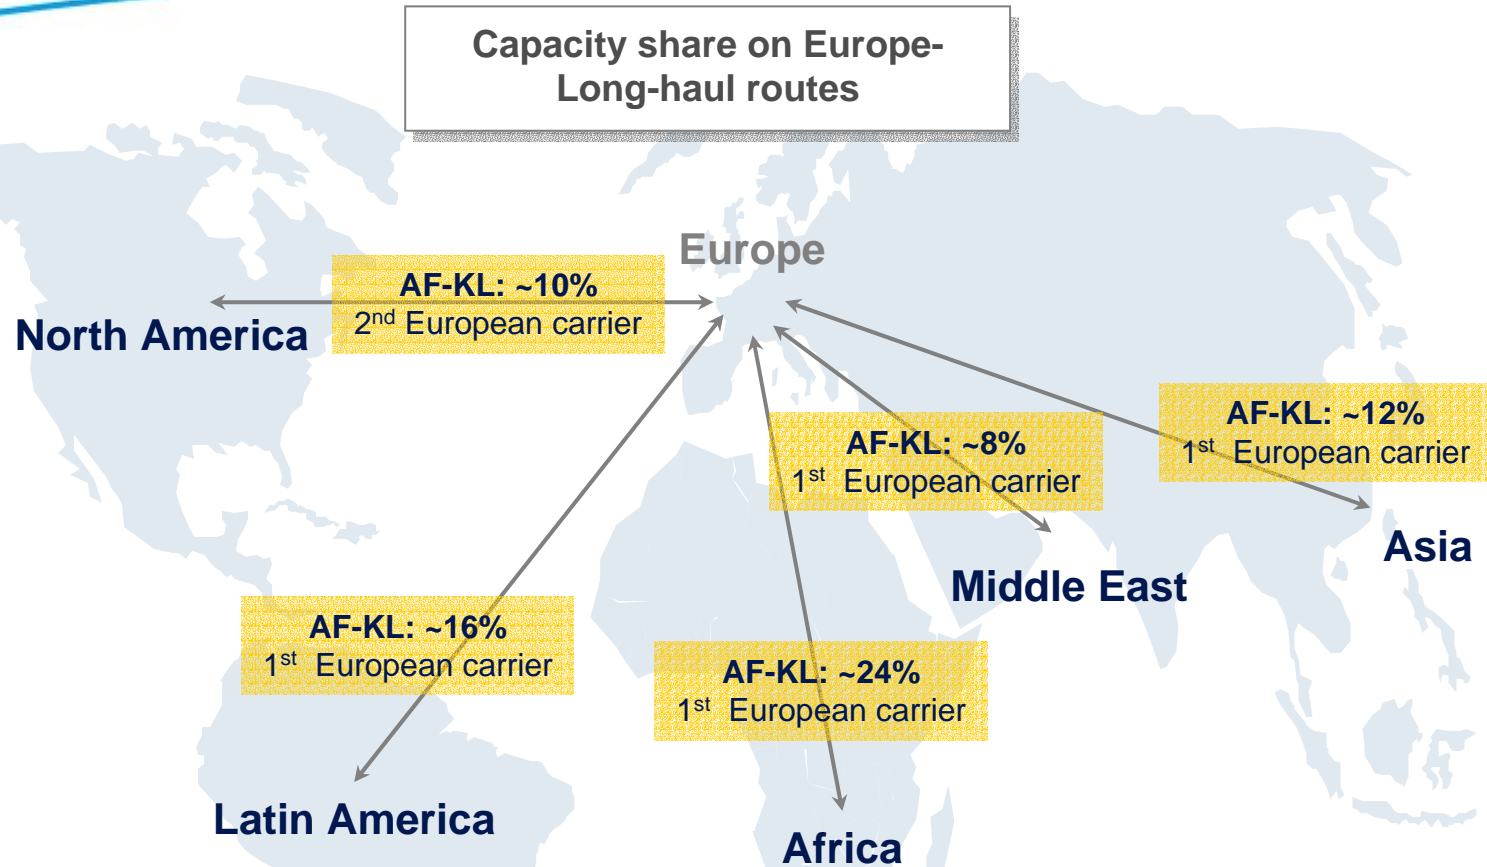 Capacity share on Europe-
Long-haul routes
Europe
AF-KL: ~10%
2nd European carrier
North America
AF-KL: ~12%
1st European carrier
AF-KL: ~8%
1st European carrier
Asia
Middle East
AF-KL: ~16%
1st European carrier
AF-KL: ~24%
1st European carrier
Latin America
Africa